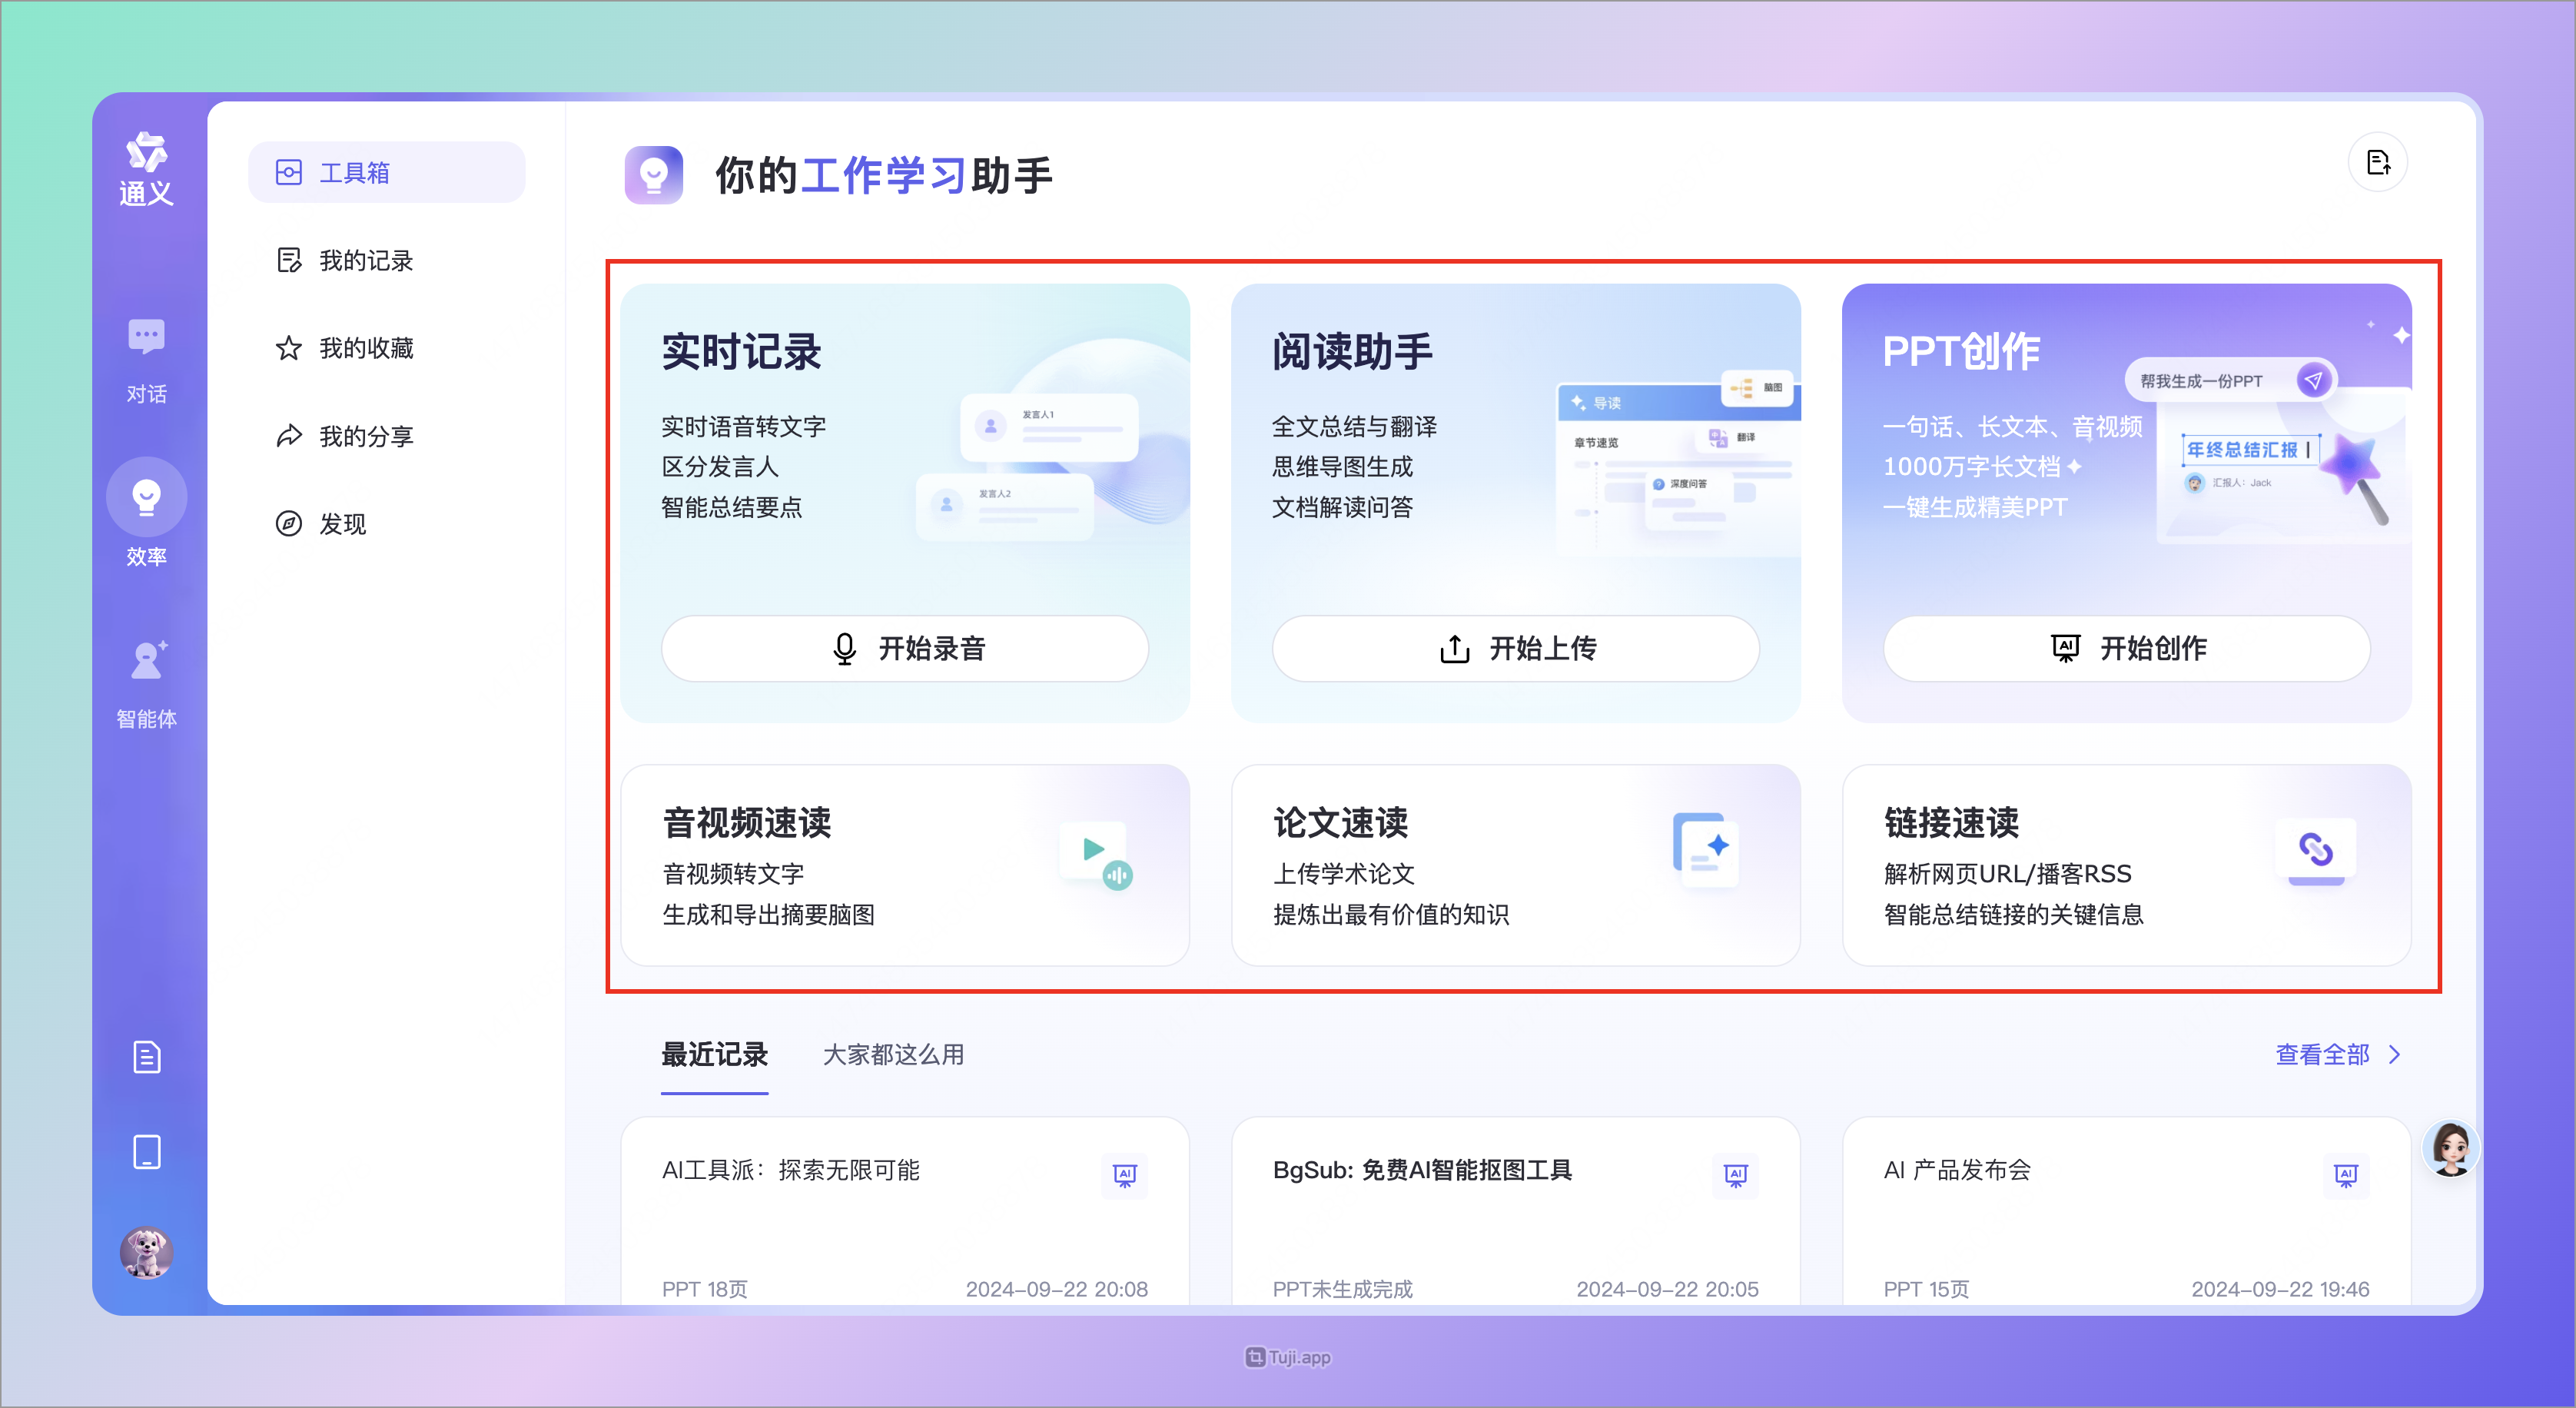 通义
对话
效率
智能体
工具箱
我的记录
我的收藏
我的分享
发现
你的工作学习助手
实时记录
实时语音转文字
区分发言人
智能总结要点
发言人1
发言人2
开始录音
阅读助手
全文总结与翻译
思维导图生成
文档解读问答
导读
脑图
章节速览
翻译
深度问答
开始上传
PPT创作
一句话、长文本、音视频
1000万字长文档
一键生成精美PPT
帮我生成一份PPT
年终总结汇报
汇报人：Jack
AI 开始创作
音视频速读
音视频转文字
生成和导出摘要脑图
论文速读
上传学术论文
提炼出最有价值的知识
链接速读
解析网页URL/播客RSS
智能总结链接的关键信息
最近记录 大家都这么用 查看全部
AI工具派：探索无限可能 AI
PPT 18页 2024-09-22 20:08
BgSub: 免费AI智能抠图工具 AI
PPT未生成完成 2024-09-22 20:05
AI 产品发布会 AI
PPT 15页 2024-09-22 19:46
Tuji.app